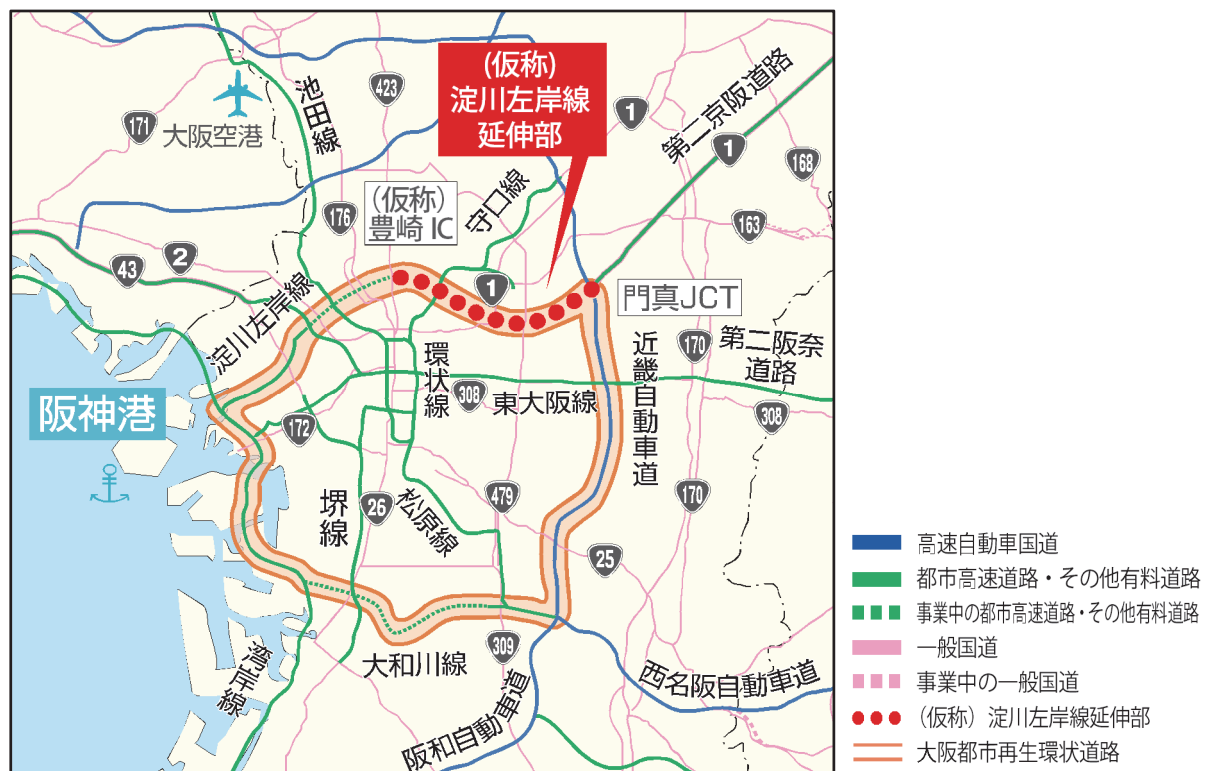 (仮称)
淀川左岸線
延伸部
423
171
大阪空港
池田線
1
第二京阪道路
1
168
(仮称)
豊崎 IC
守口線
176
163
2
43
1
門真JCT
淀川左岸線
環状線
近畿自動車道
170
第二阪奈
道路
308
東大阪線
308
阪神港
172
堺線
26
松原線
479
170
25
大和川線
309
湾岸線
阪和自動車道
西名阪自動車道
高速自動車国道
都市高速道路・その他有料道路
事業中の都市高速道路・その他有料道路
一般国道
事業中の一般国道
(仮称) 淀川左岸線延伸部
大阪都市再生環状道路